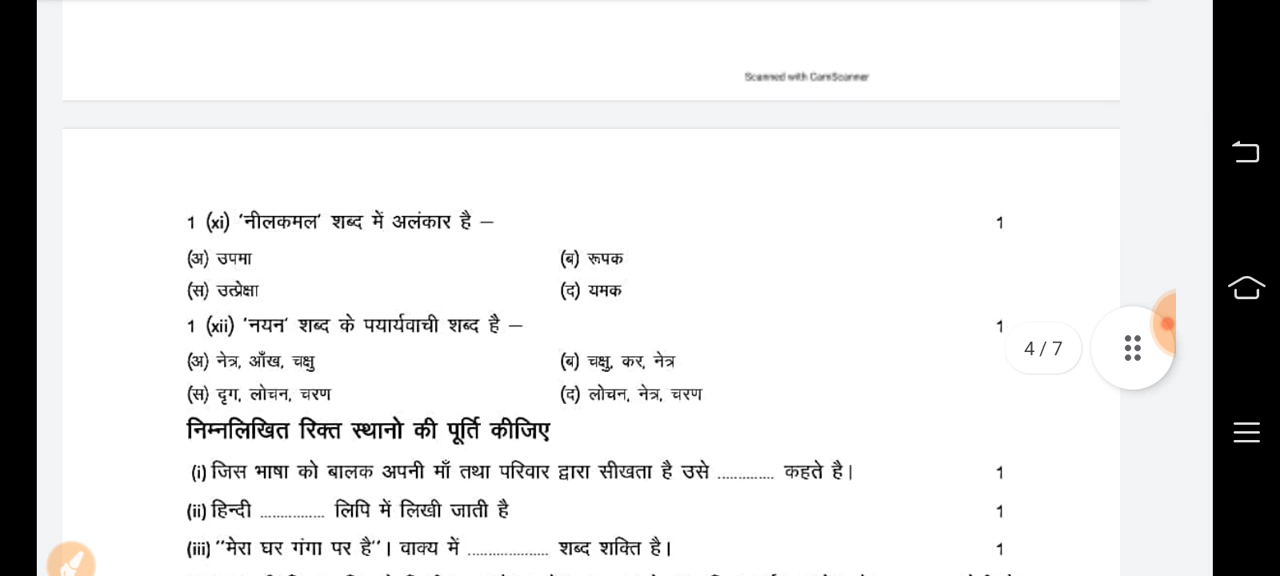 Scanned with CamScanner
1 (xi) 'नीलकमल' शब्द में अलंकार है – 1
(अ) उपमा (ब) रूपक
(स) उत्प्रेक्षा (द) यमक
1 (xii) 'नयन' शब्द के पयार्यवाची शब्द है – 1
4 / 7
(अ) नेत्र, आँख, चक्षु (ब) चक्षु, कर, नेत्र
(स) दृग, लोचन, चरण (द) लोचन, नेत्र, चरण
निम्नलिखित रिक्त स्थानो की पूर्ति कीजिए
(i) जिस भाषा को बालक अपनी माँ तथा परिवार द्वारा सीखता है उसे ............. कहते है। 1
(ii) हिन्दी ............... लिपि में लिखी जाती है 1
(iii) ''मेरा घर गंगा पर है''। वाक्य में ................... शब्द शक्ति है। 1